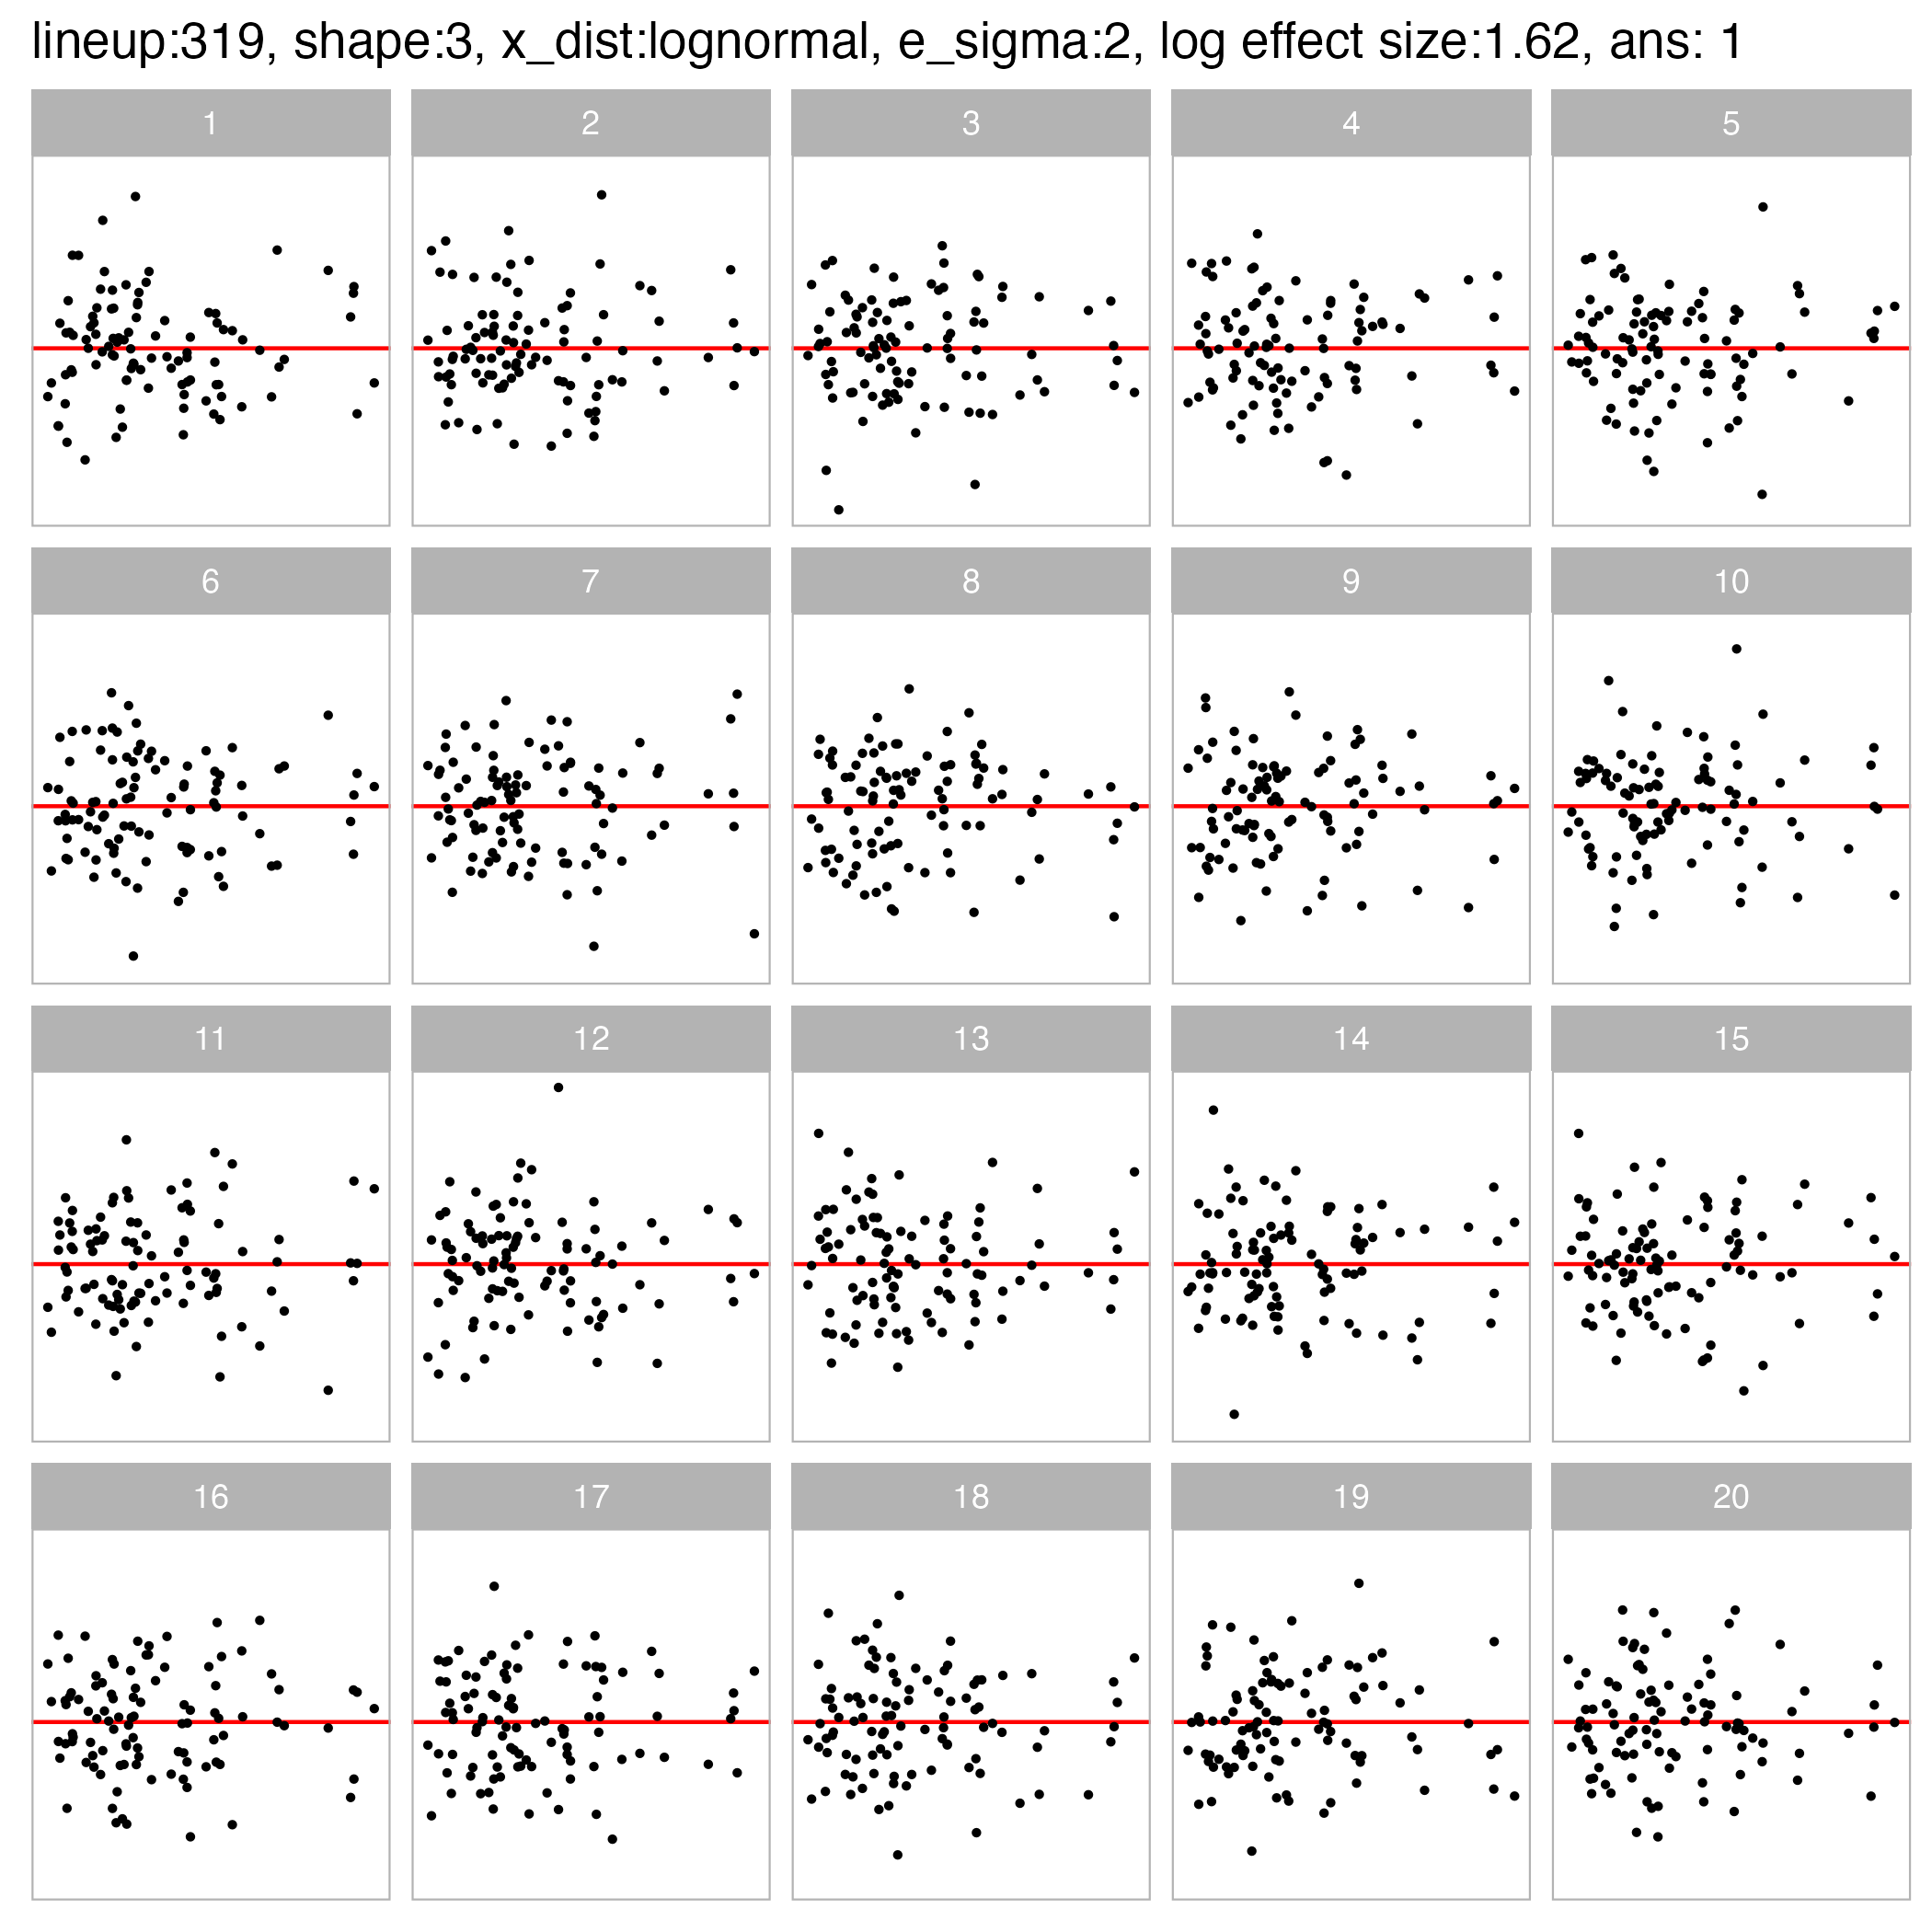 lineup:319, shape:3, x_dist:lognormal, e_sigma:2, log effect size:1.62, ans: 1
1 2 3 4 5
6 7 8 9 10
11 12 13 14 15
16 17 18 19 20